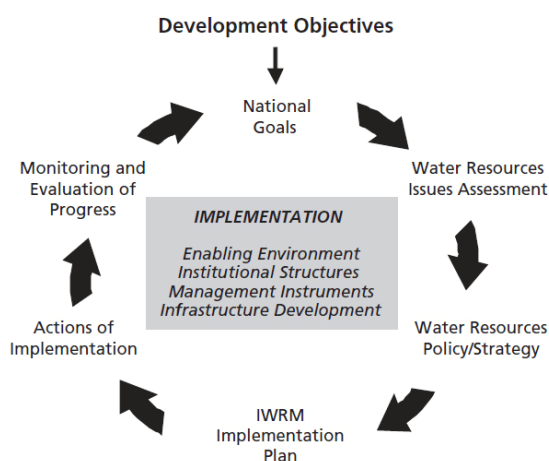 Development Objectives
National
Goals
Water Resources
Issues Assessment
Water Resources
Policy/Strategy
IWRM
Implementation
Plan
Actions of
Implementation
Monitoring and
Evaluation of
Progress
IMPLEMENTATION
Enabling Environment
Institutional Structures
Management Instruments
Infrastructure Development